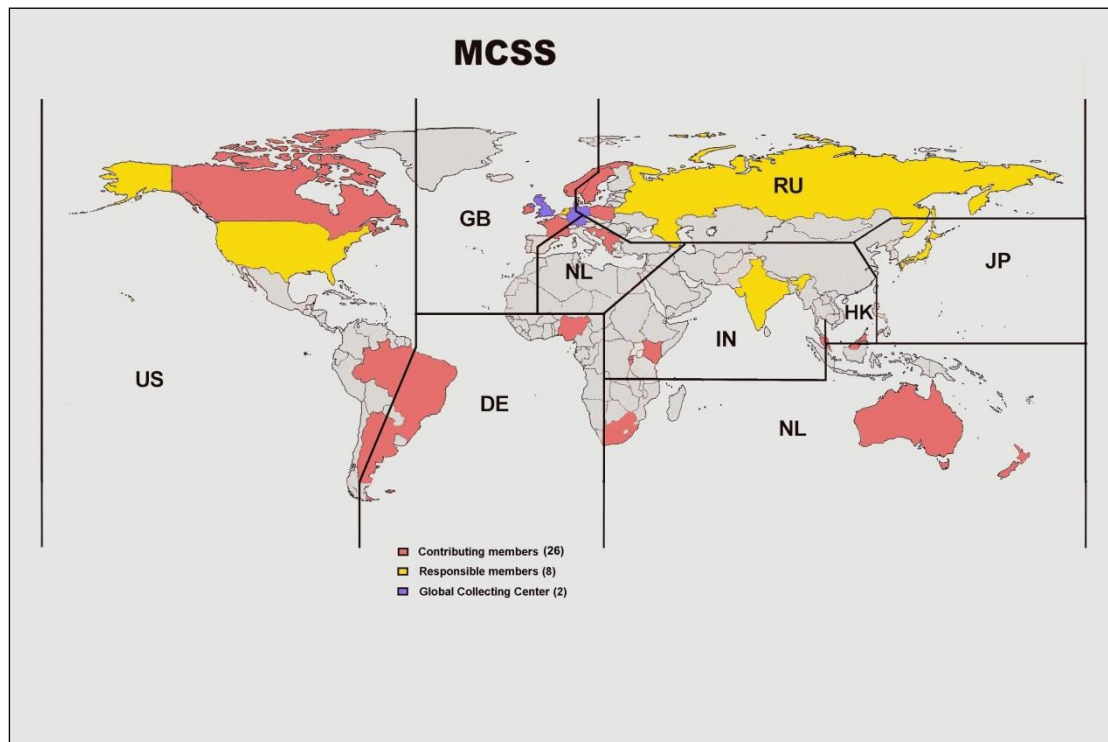 MCSS
RU
GB
JP
NL
HK
IN
US
DE
NL
Contributing members (26)
Responsible members (8)
Global Collecting Center (2)